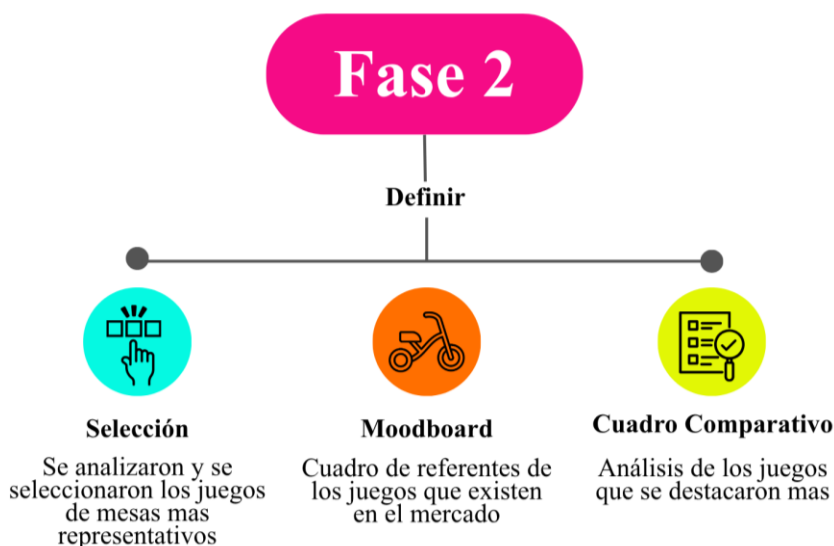 Fase 2
Definir
Selección
Se analizaron y se
seleccionaron los juegos
de mesas mas
representativos
Moodboard
Cuadro de referentes de
los juegos que existen
en el mercado
Cuadro Comparativo
Análisis de los juegos
que se destacaron mas